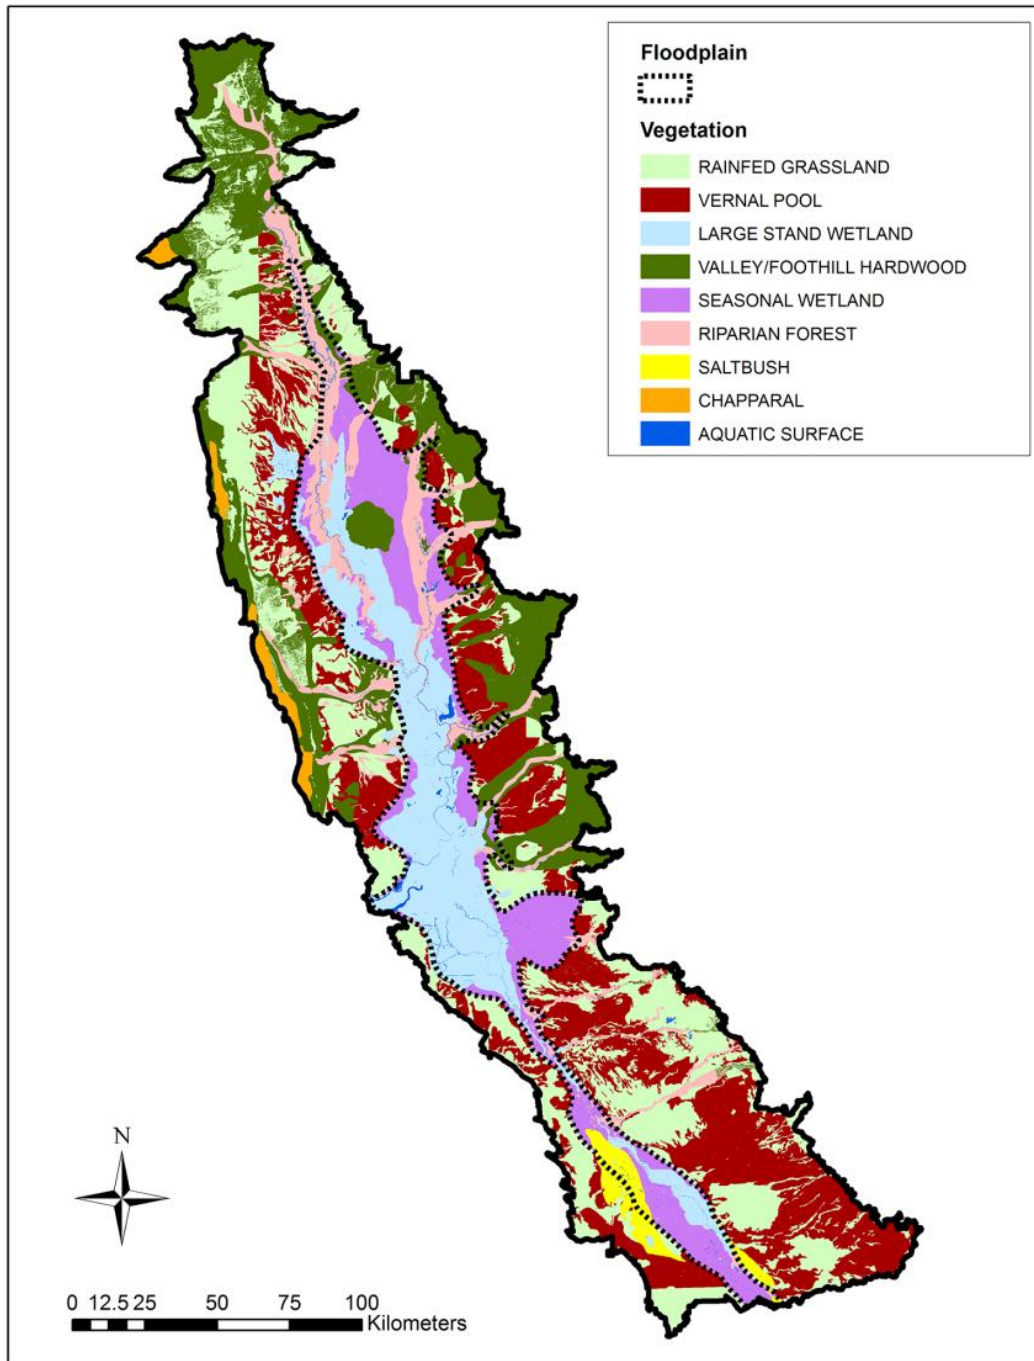 Floodplain
Vegetation
RAINFED GRASSLAND
VERNAL POOL
LARGE STAND WETLAND
VALLEY/FOOTHILL HARDWOOD
SEASONAL WETLAND
RIPARIAN FOREST
SALTBUSH
CHAPPARAL
AQUATIC SURFACE
N
0 12.5 25 50 75 100
Kilometers